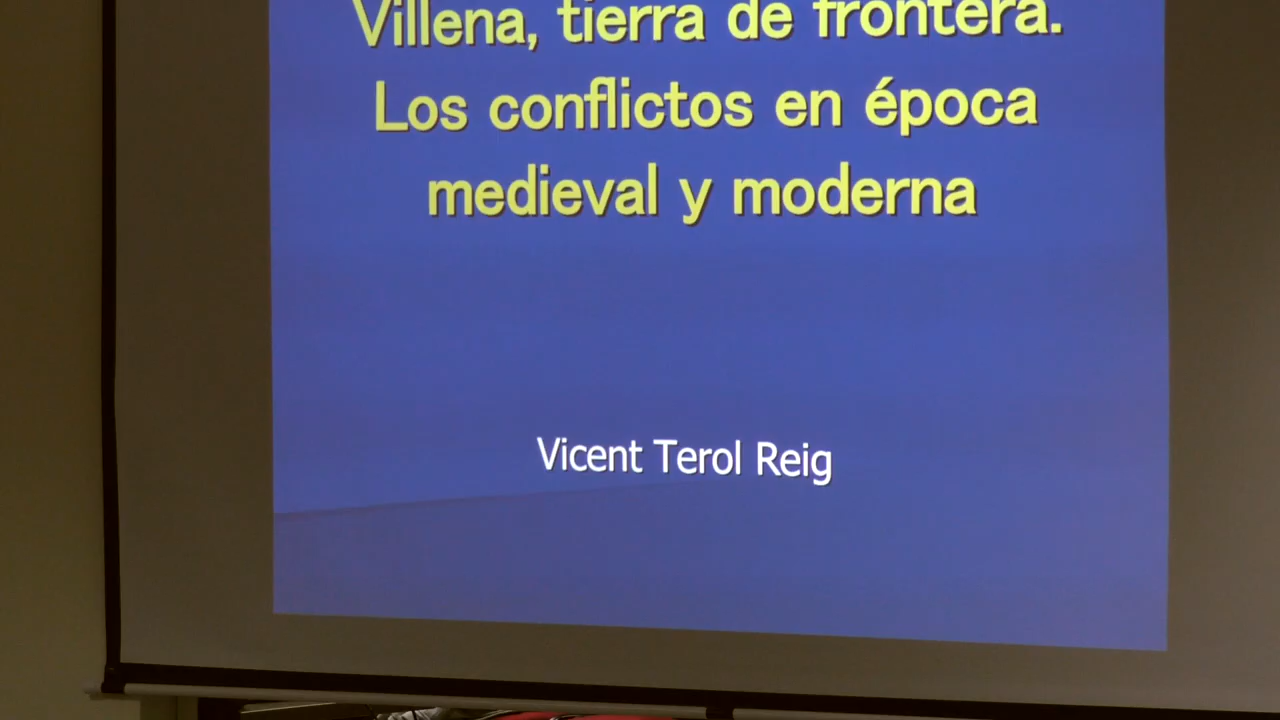 Villena, tierra de frontera.
Los conflictos en época
medieval y moderna
Vicent Terol Reig